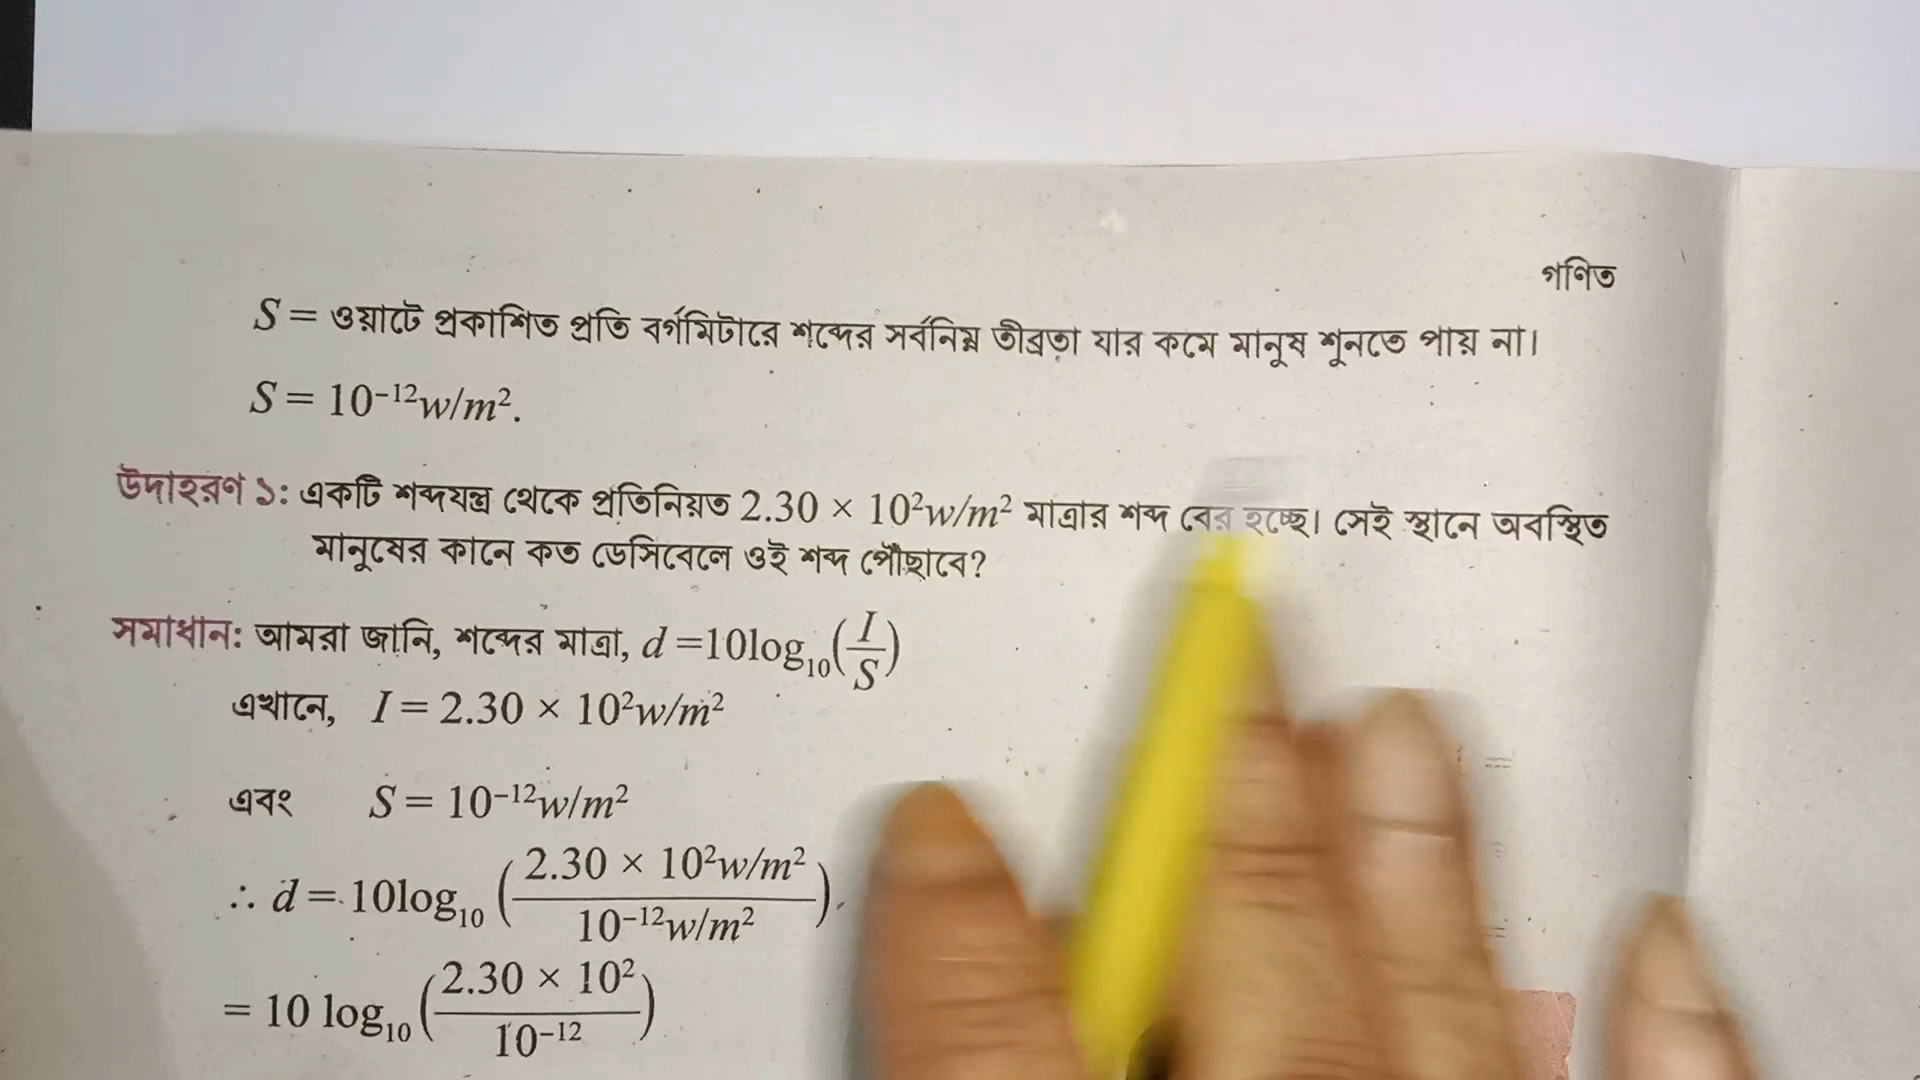 গণিত
S = ওয়াটে প্রকাশিত প্রতি বর্গমিটারে শব্দের সর্বনিম্ন তীব্রতা যার কমে মানুষ শুনতে পায় না।
S = 10⁻¹²w/m².
উদাহরণ ১: একটি শব্দযন্ত্র থেকে প্রতিনিয়ত 2.30 × 10²w/m² মাত্রার শব্দ বের হচ্ছে। সেই স্থানে অবস্থিত
মানুষের কানে কত ডেসিবেলে ওই শব্দ পৌঁছাবে?
সমাধান: আমরা জানি, শব্দের মাত্রা, d =10log₁₀(I/S)
এখানে, I = 2.30 × 10²w/m²
এবং S = 10⁻¹²w/m²
∴ d = 10log₁₀ (2.30 × 10²w/m² / 10⁻¹²w/m²)
= 10 log₁₀ (2.30 × 10² / 10⁻¹²)